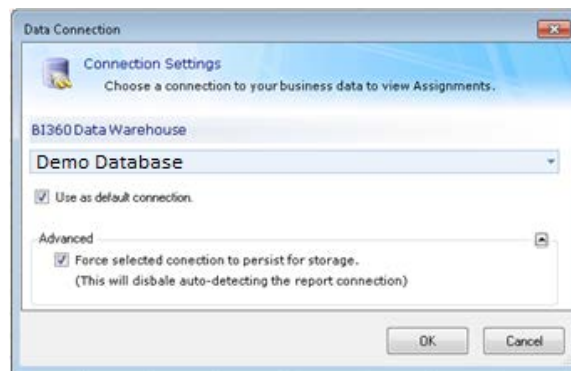 Data Connection
Connection Settings
Choose a connection to your business data to view Assignments.
BI360 Data Warehouse
Demo Database
Use as default connection.
Advanced
Force selected conection to persist for storage.
(This will disbale auto-detecting the report connection)
OK
Cancel